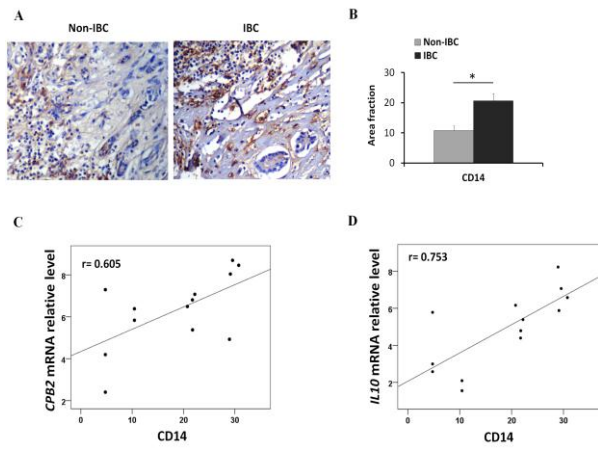 A
Non-IBC
IBC
B
Non-IBC
IBC
Area fraction
30
20
10
0
*
CD14
C
r= 0.605
CPB2 mRNA relative level
8
6
4
2
0
10
20
30
CD14
D
r= 0.753
IL10 mRNA relative level
8
6
4
2
0
10
20
30
CD14